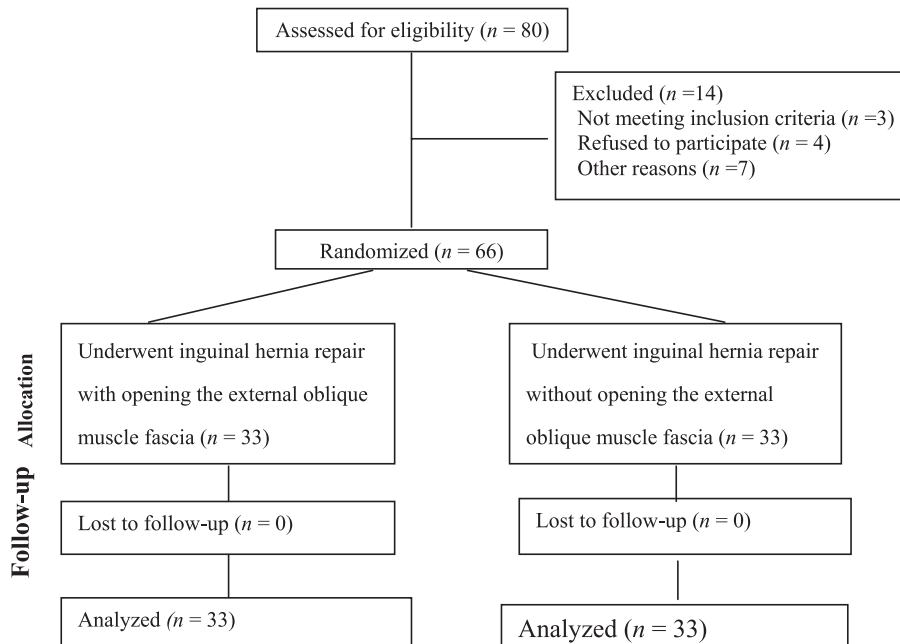 Assessed for eligibility (n = 80)
Excluded (n =14)
Not meeting inclusion criteria (n =3)
Refused to participate (n = 4)
Other reasons (n =7)
Randomized (n = 66)
Allocation
Underwent inguinal hernia repair
with opening the external oblique
muscle fascia (n = 33)
Underwent inguinal hernia repair
without opening the external
oblique muscle fascia (n = 33)
Follow-up
Lost to follow-up (n = 0)
Lost to follow-up (n = 0)
Analyzed (n = 33)
Analyzed (n = 33)